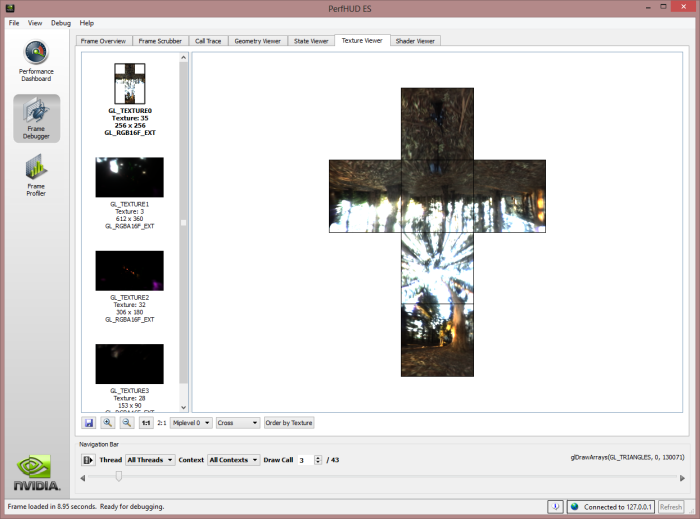 PerfHUD ES
File View Debug Help
Performance
Dashboard
Frame
Debugger
Frame
Profiler
NVIDIA.
Frame Overview Frame Scrubber Call Trace Geometry Viewer State Viewer Texture Viewer Shader Viewer
GL_TEXTURE0
Texture: 35
256 x 256
GL_RGB16F_EXT
GL_TEXTURE1
Texture: 3
612 x 360
GL_RGBA16F_EXT
GL_TEXTURE2
Texture: 32
306 x 180
GL_RGBA16F_EXT
GL_TEXTURE3
Texture: 28
153 x 90
GL_RGBA16F_EXT
1:1 2:1 Miplevel 0 Cross Order by Texture
Navigation Bar
Thread All Threads Context All Contexts Draw Call 3 / 43
glDrawArrays(GL_TRIANGLES, 0, 130071)
Frame loaded in 8.95 seconds. Ready for debugging.
Connected to 127.0.0.1 Refresh